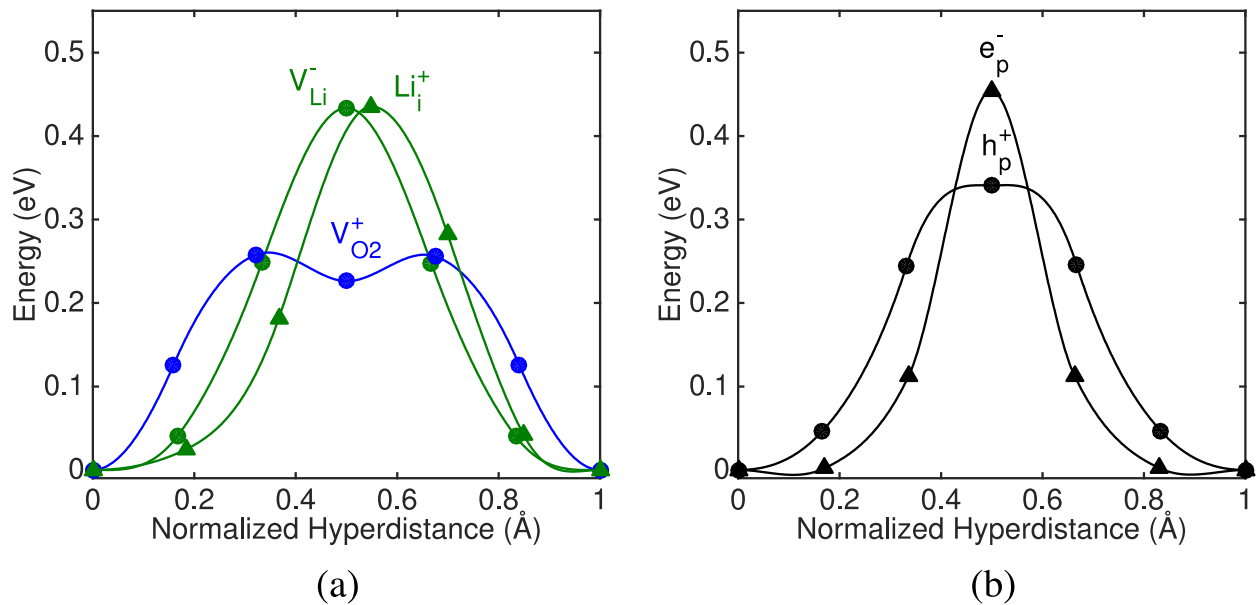 0.5
0.4
0.3
0.2
0.1
0
Energy (eV)
V⁻Li
Li⁺i
V⁺O2
0 0.2 0.4 0.6 0.8 1
Normalized Hyperdistance (Å)
(a)
0.5
0.4
0.3
0.2
0.1
0
Energy (eV)
e⁻p
h⁺p
0 0.2 0.4 0.6 0.8 1
Normalized Hyperdistance (Å)
(b)